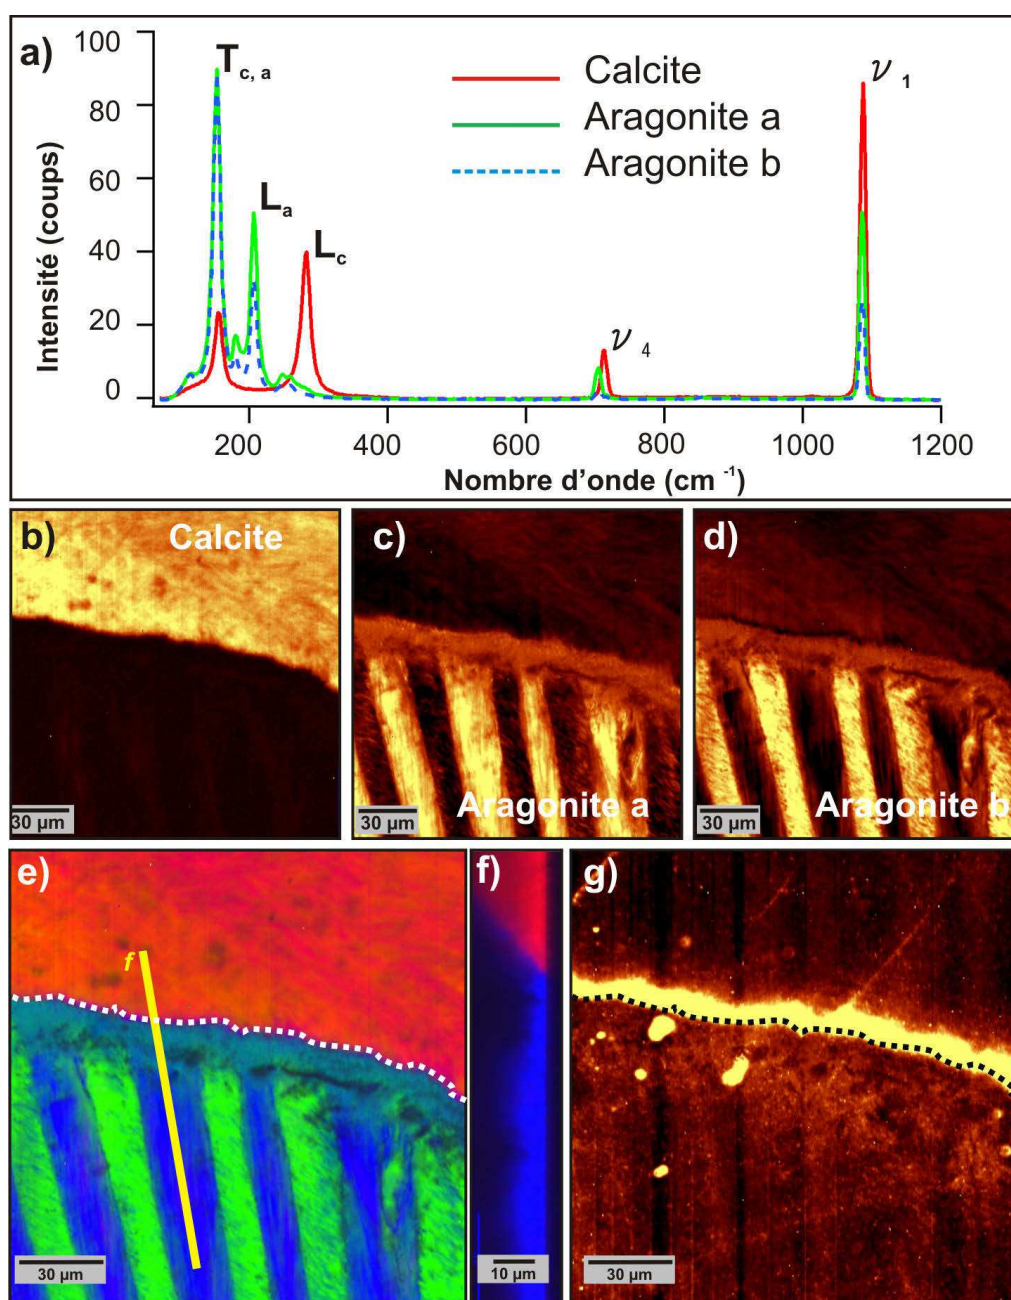 a)
100
80
60
40
20
0
Intensité (coups)
T c, a
L a
L c
Calcite
Aragonite a
Aragonite b
ν 4
ν 1
200 400 600 800 1000 1200
Nombre d'onde (cm -1)
b) Calcite
30 µm
c)
Aragonite a
30 µm
d)
Aragonite b
30 µm
e)
f
30 µm
f)
10 µm
g)
30 µm